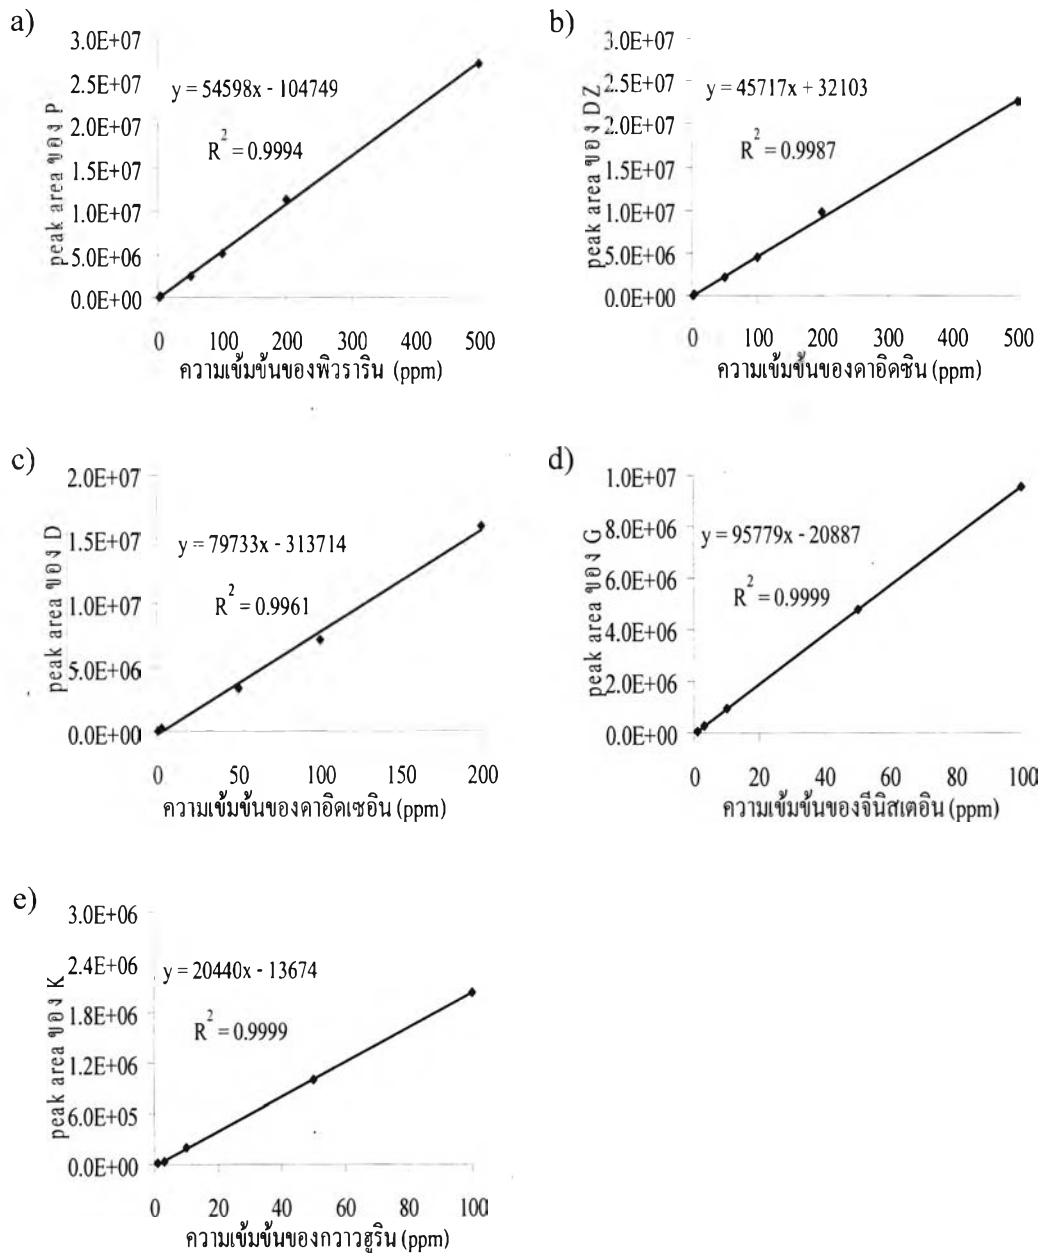 a)
3.0E+07
2.5E+07
2.0E+07
1.5E+07
1.0E+07
5.0E+06
0.0E+00
peak area ของ P
y = 54598x - 104749
R² = 0.9994
0 100 200 300 400 500
ความเข้มข้นของพิวราริน (ppm)
b)
3.0E+07
2.5E+07
2.0E+07
1.5E+07
1.0E+07
5.0E+06
0.0E+00
peak area ของ DZ
y = 45717x + 32103
R² = 0.9987
0 100 200 300 400 500
ความเข้มข้นของดาอิดซิน (ppm)
c)
2.0E+07
1.5E+07
1.0E+07
5.0E+06
0.0E+00
peak area ของ D
y = 79733x - 313714
R² = 0.9961
0 50 100 150 200
ความเข้มข้นของดาอิดเซอิน (ppm)
d)
1.0E+07
8.0E+06
6.0E+06
4.0E+06
2.0E+06
0.0E+00
peak area ของ G
y = 95779x - 20887
R² = 0.9999
0 20 40 60 80 100
ความเข้มข้นของจีนิสเตอิน (ppm)
e)
3.0E+06
2.4E+06
1.8E+06
1.2E+06
6.0E+05
0.0E+00
peak area ของ K
y = 20440x - 13674
R² = 0.9999
0 20 40 60 80 100
ความเข้มข้นของกวาวฮูริน (ppm)